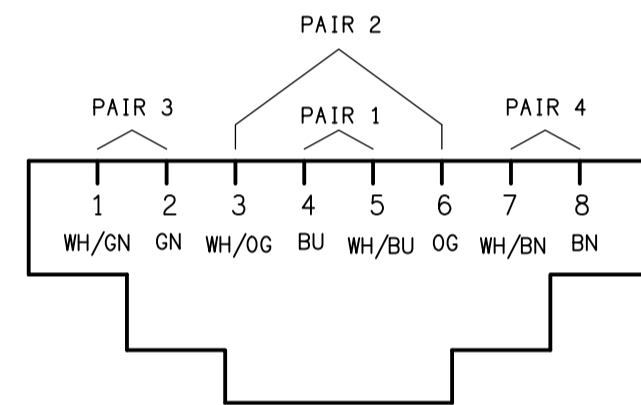 PAIR 2
PAIR 3 PAIR 1 PAIR 4
1 2 3 4 5 6 7 8
WH/GN GN WH/OG BU WH/BU OG WH/BN BN